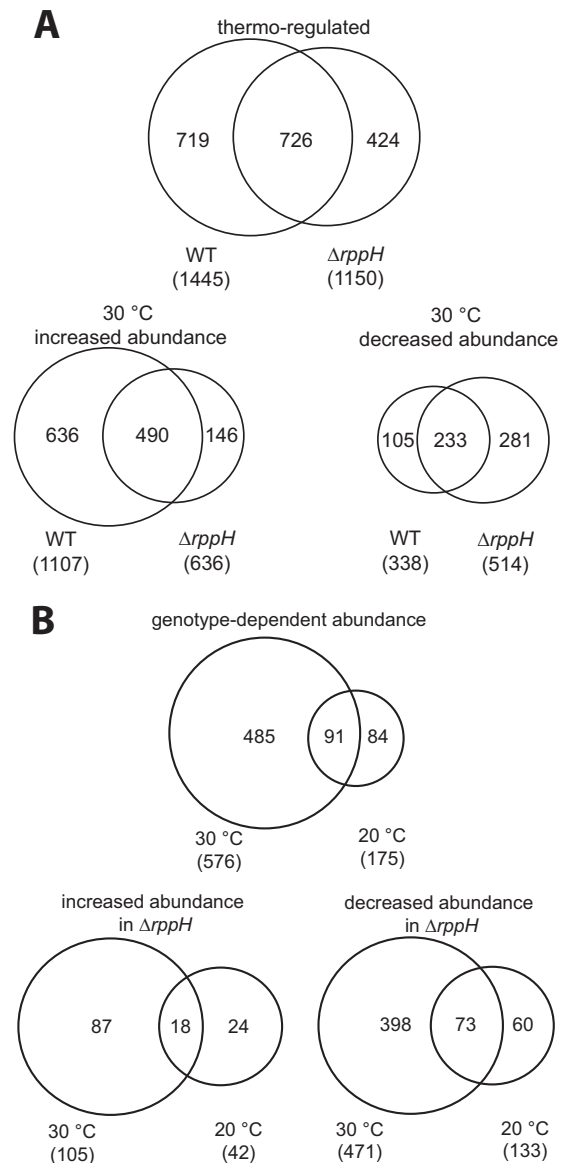 A
thermo-regulated
719 726 424
WT ΔrppH
(1445) (1150)
30 °C
increased abundance
636 490 146
WT ΔrppH
(1107) (636)
30 °C
decreased abundance
105 233 281
WT ΔrppH
(338) (514)
B
genotype-dependent abundance
485 91 84
30 °C 20 °C
(576) (175)
increased abundance
in ΔrppH
87 18 24
30 °C 20 °C
(105) (42)
decreased abundance
in ΔrppH
398 73 60
30 °C 20 °C
(471) (133)